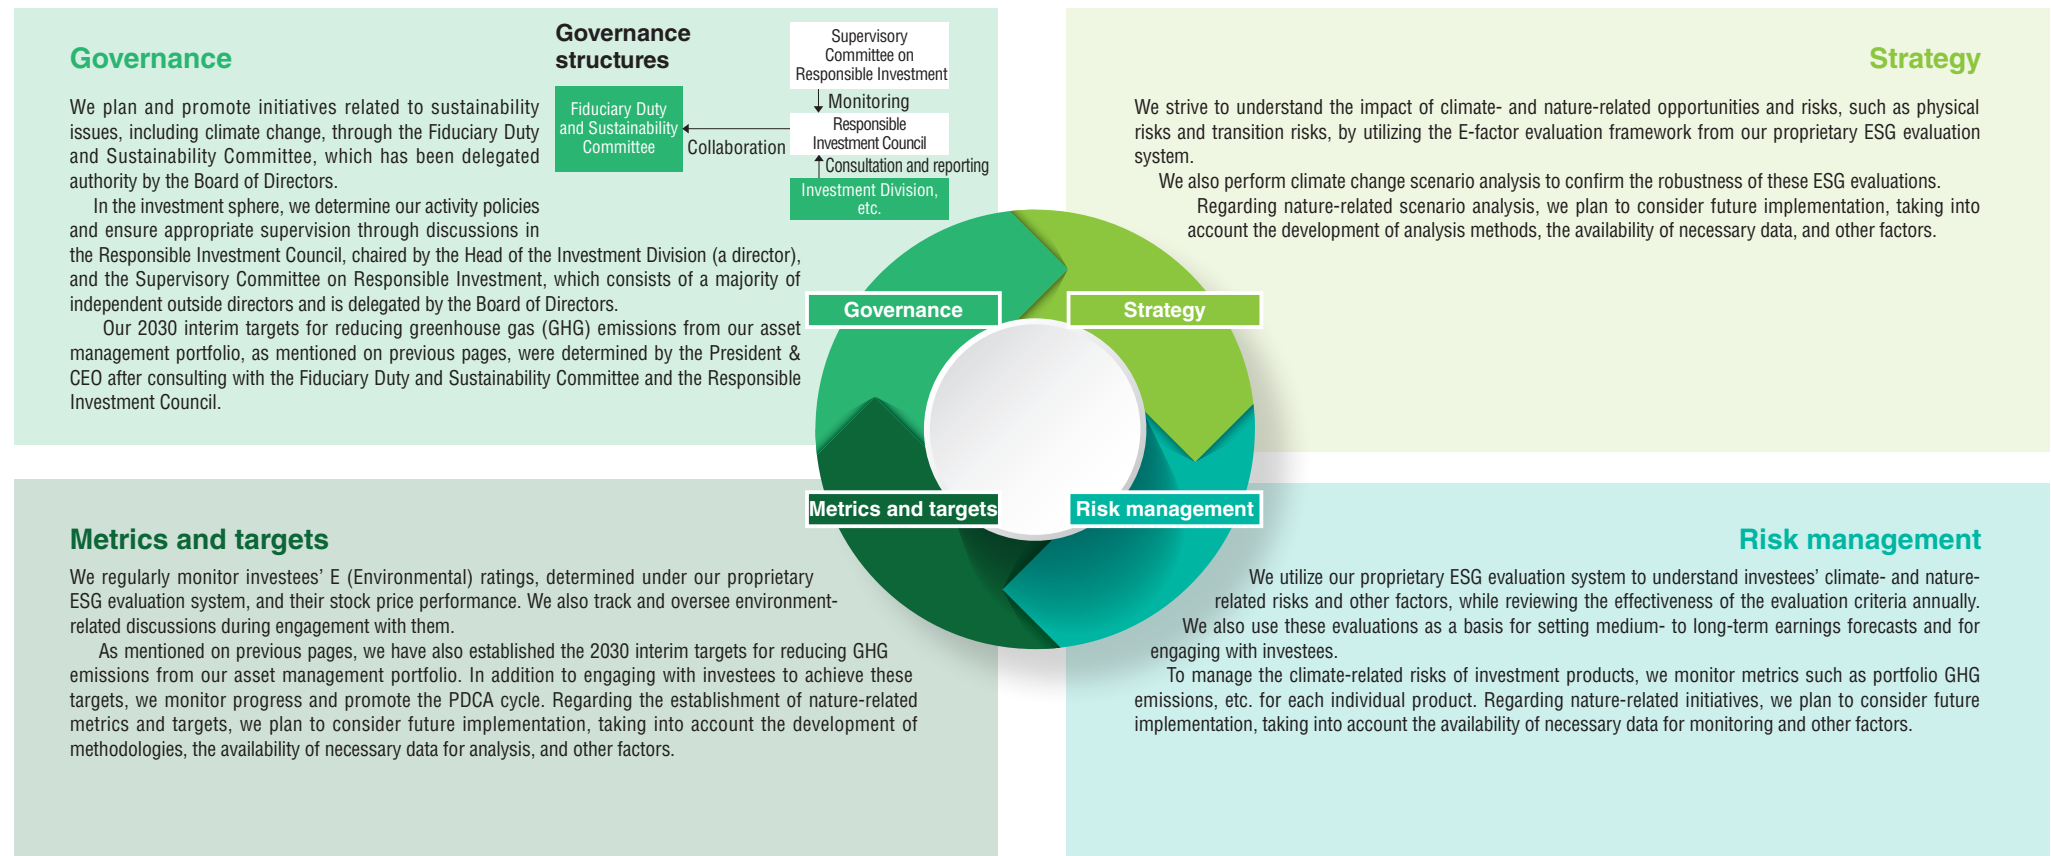 Governance
We plan and promote initiatives related to sustainability
issues, including climate change, through the Fiduciary Duty
and Sustainability Committee, which has been delegated
authority by the Board of Directors.
In the investment sphere, we determine our activity policies
and ensure appropriate supervision through discussions in
the Responsible Investment Council, chaired by the Head of the Investment Division (a director),
and the Supervisory Committee on Responsible Investment, which consists of a majority of
independent outside directors and is delegated by the Board of Directors.
Our 2030 interim targets for reducing greenhouse gas (GHG) emissions from our asset
management portfolio, as mentioned on previous pages, were determined by the President &
CEO after consulting with the Fiduciary Duty and Sustainability Committee and the Responsible
Investment Council.
Governance
structures
Fiduciary Duty
and Sustainability
Committee
Collaboration
Supervisory
Committee on
Responsible Investment
Monitoring
Responsible
Investment Council
Consultation and reporting
Investment Division,
etc.
Strategy
We strive to understand the impact of climate- and nature-related opportunities and risks, such as physical
risks and transition risks, by utilizing the E-factor evaluation framework from our proprietary ESG evaluation
system.
We also perform climate change scenario analysis to confirm the robustness of these ESG evaluations.
Regarding nature-related scenario analysis, we plan to consider future implementation, taking into
account the development of analysis methods, the availability of necessary data, and other factors.
Governance
Strategy
Metrics and targets
Risk management
Metrics and targets
We regularly monitor investees' E (Environmental) ratings, determined under our proprietary
ESG evaluation system, and their stock price performance. We also track and oversee environment-
related discussions during engagement with them.
As mentioned on previous pages, we have also established the 2030 interim targets for reducing GHG
emissions from our asset management portfolio. In addition to engaging with investees to achieve these
targets, we monitor progress and promote the PDCA cycle. Regarding the establishment of nature-related
metrics and targets, we plan to consider future implementation, taking into account the development of
methodologies, the availability of necessary data for analysis, and other factors.
Risk management
We utilize our proprietary ESG evaluation system to understand investees' climate- and nature-
related risks and other factors, while reviewing the effectiveness of the evaluation criteria annually.
We also use these evaluations as a basis for setting medium- to long-term earnings forecasts and for
engaging with investees.
To manage the climate-related risks of investment products, we monitor metrics such as portfolio GHG
emissions, etc. for each individual product. Regarding nature-related initiatives, we plan to consider future
implementation, taking into account the availability of necessary data for monitoring and other factors.